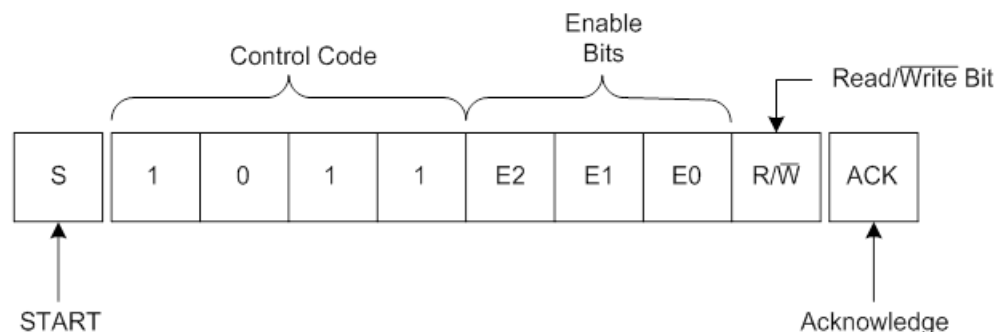 Enable
Bits
Control Code
Read/Write Bit
S 1 0 1 1 E2 E1 E0 R/W ACK
START
Acknowledge